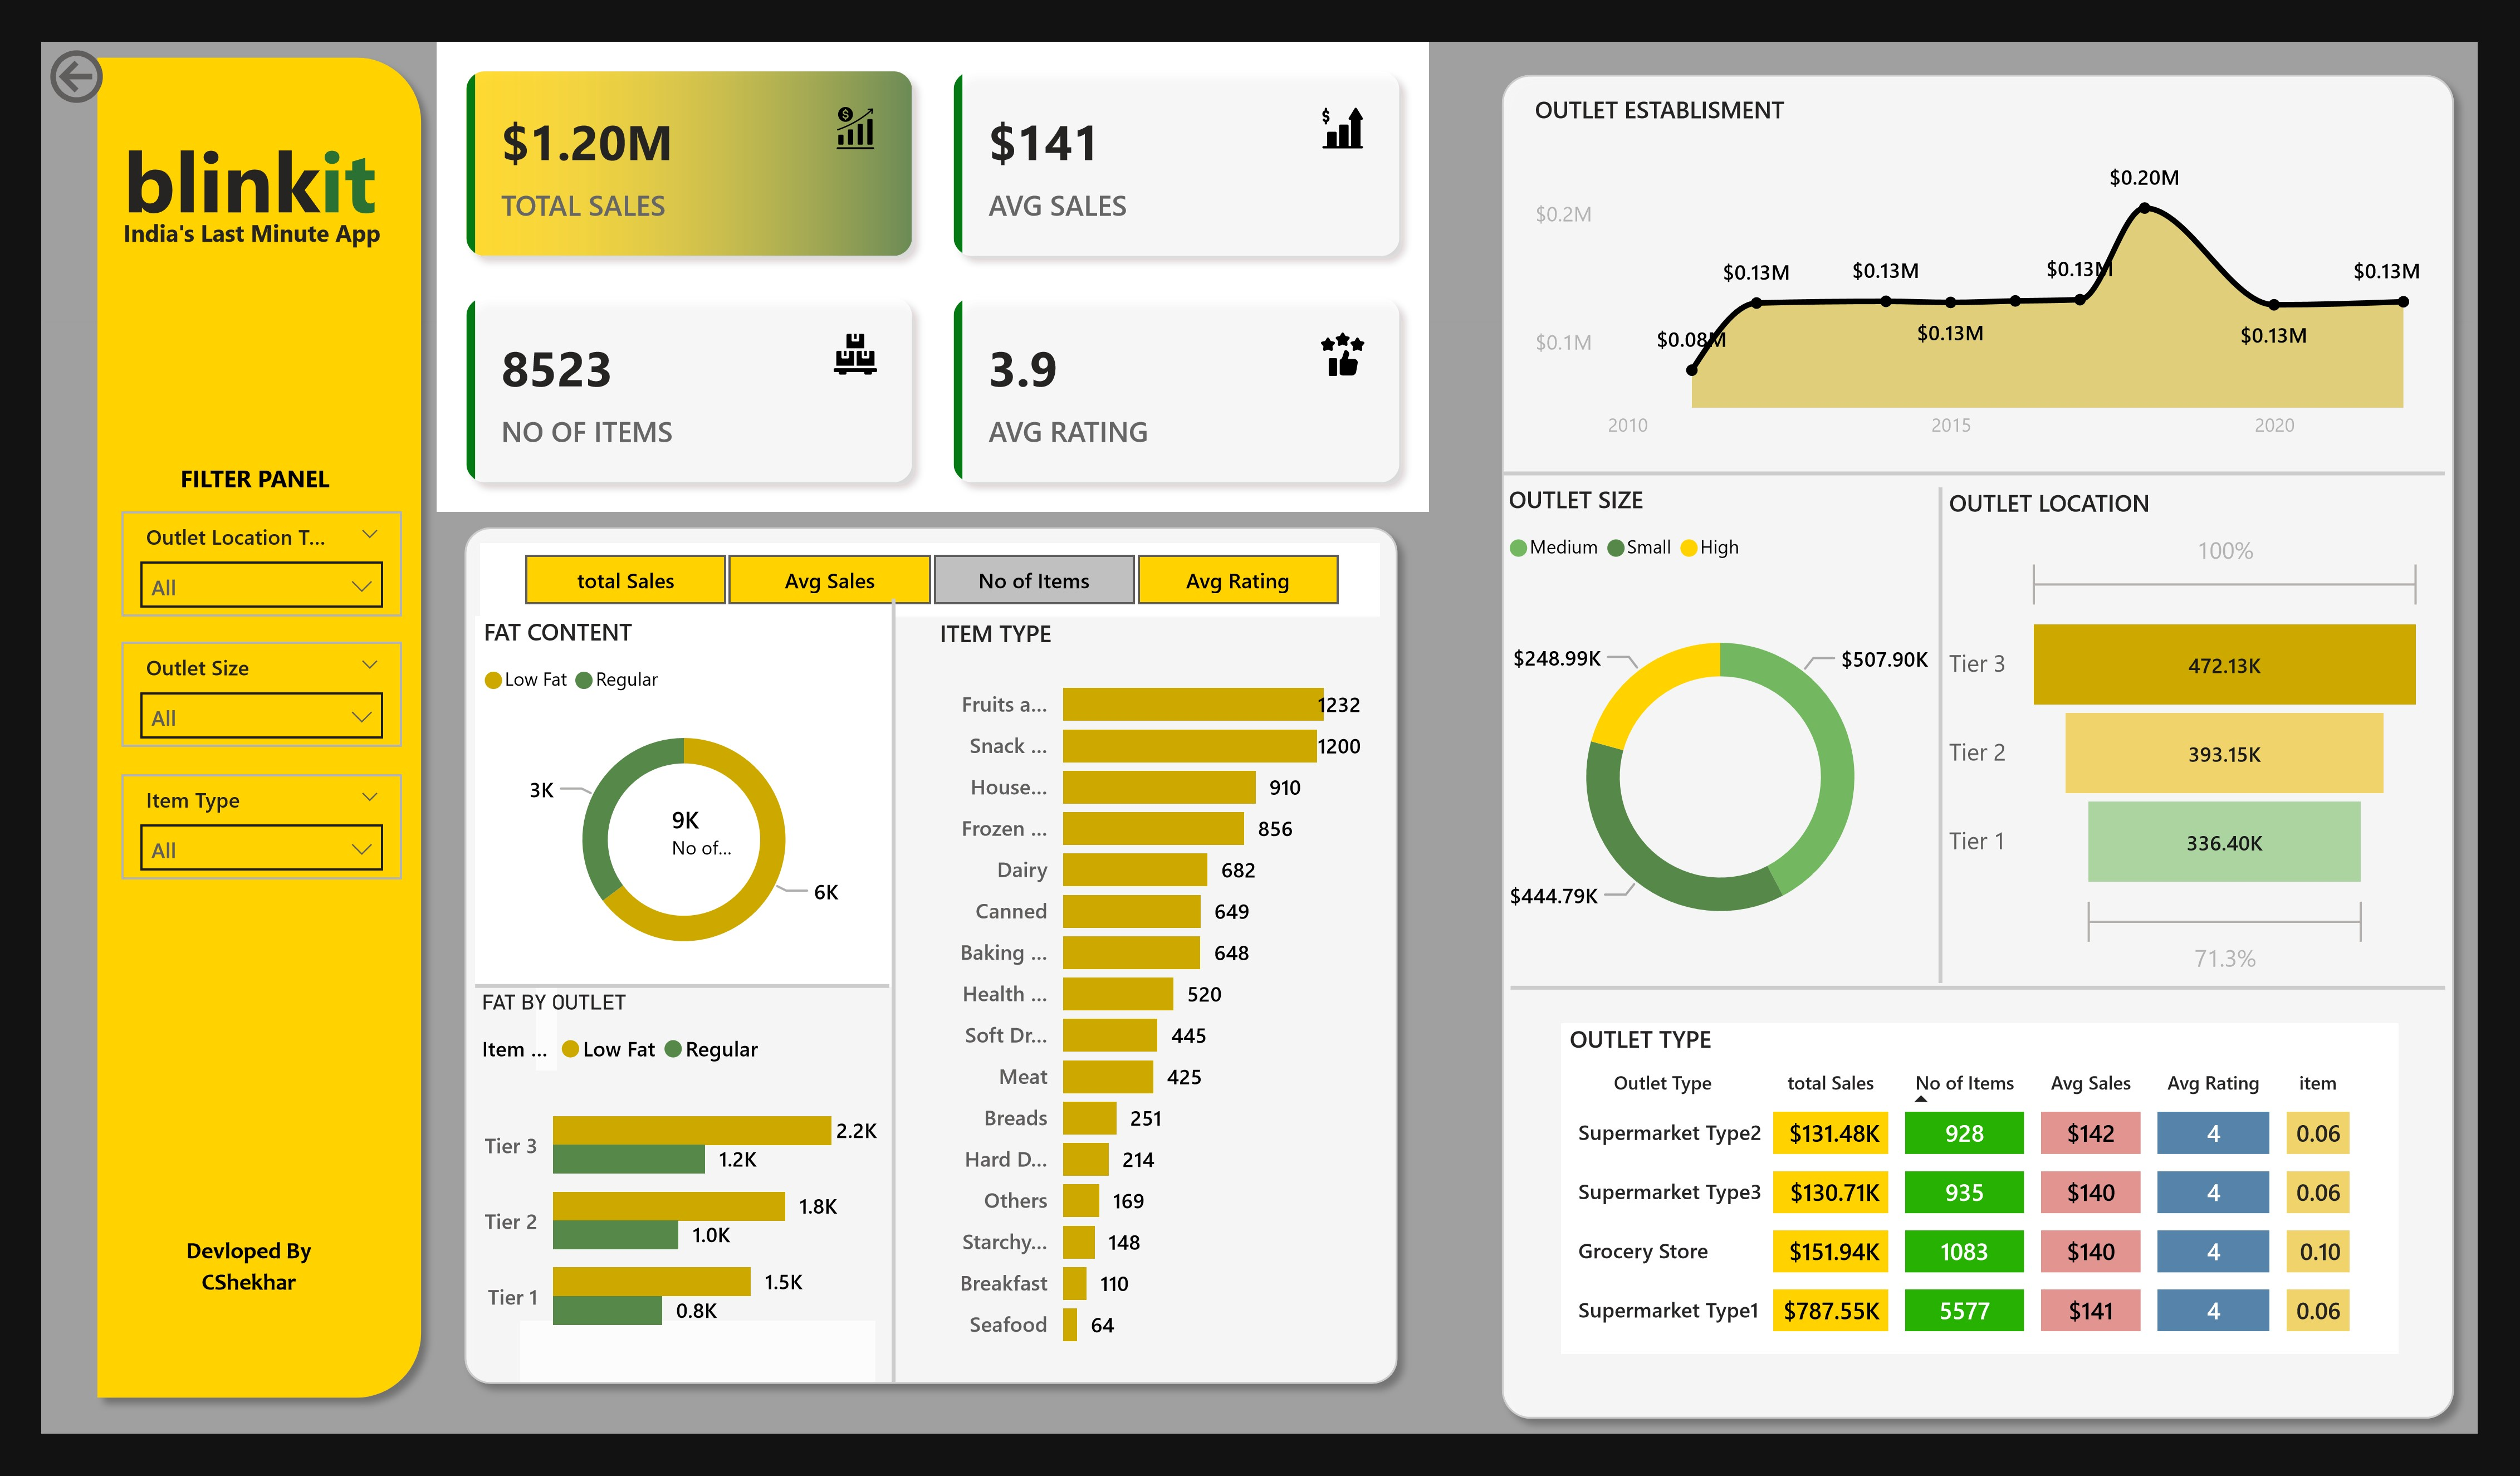 blinkit
India's Last Minute App
FILTER PANEL
Outlet Location T...
All
Outlet Size
All
Item Type
All
Devloped By
CShekhar
$1.20M
TOTAL SALES
$141
AVG SALES
8523
NO OF ITEMS
3.9
AVG RATING
total Sales
Avg Sales
No of Items
Avg Rating
FAT CONTENT
Low Fat Regular
3K
9K
No of...
6K
FAT BY OUTLET
Item ... Low Fat Regular
Tier 3 2.2K
1.2K
Tier 2 1.8K
1.0K
Tier 1 1.5K
0.8K
ITEM TYPE
Fruits a... 1232
Snack ... 1200
House... 910
Frozen ... 856
Dairy 682
Canned 649
Baking ... 648
Health ... 520
Soft Dr... 445
Meat 425
Breads 251
Hard D... 214
Others 169
Starchy... 148
Breakfast 110
Seafood 64
OUTLET ESTABLISMENT
$0.2M
$0.1M
$0.08M
$0.13M
$0.13M
$0.13M
$0.13M
$0.20M
$0.13M
$0.13M
2010 2015 2020
OUTLET SIZE
Medium Small High
$248.99K
$507.90K
$444.79K
OUTLET LOCATION
100%
Tier 3 472.13K
Tier 2 393.15K
Tier 1 336.40K
71.3%
OUTLET TYPE
Outlet Type total Sales No of Items Avg Sales Avg Rating item
Supermarket Type2 $131.48K 928 $142 4 0.06
Supermarket Type3 $130.71K 935 $140 4 0.06
Grocery Store $151.94K 1083 $140 4 0.10
Supermarket Type1 $787.55K 5577 $141 4 0.06